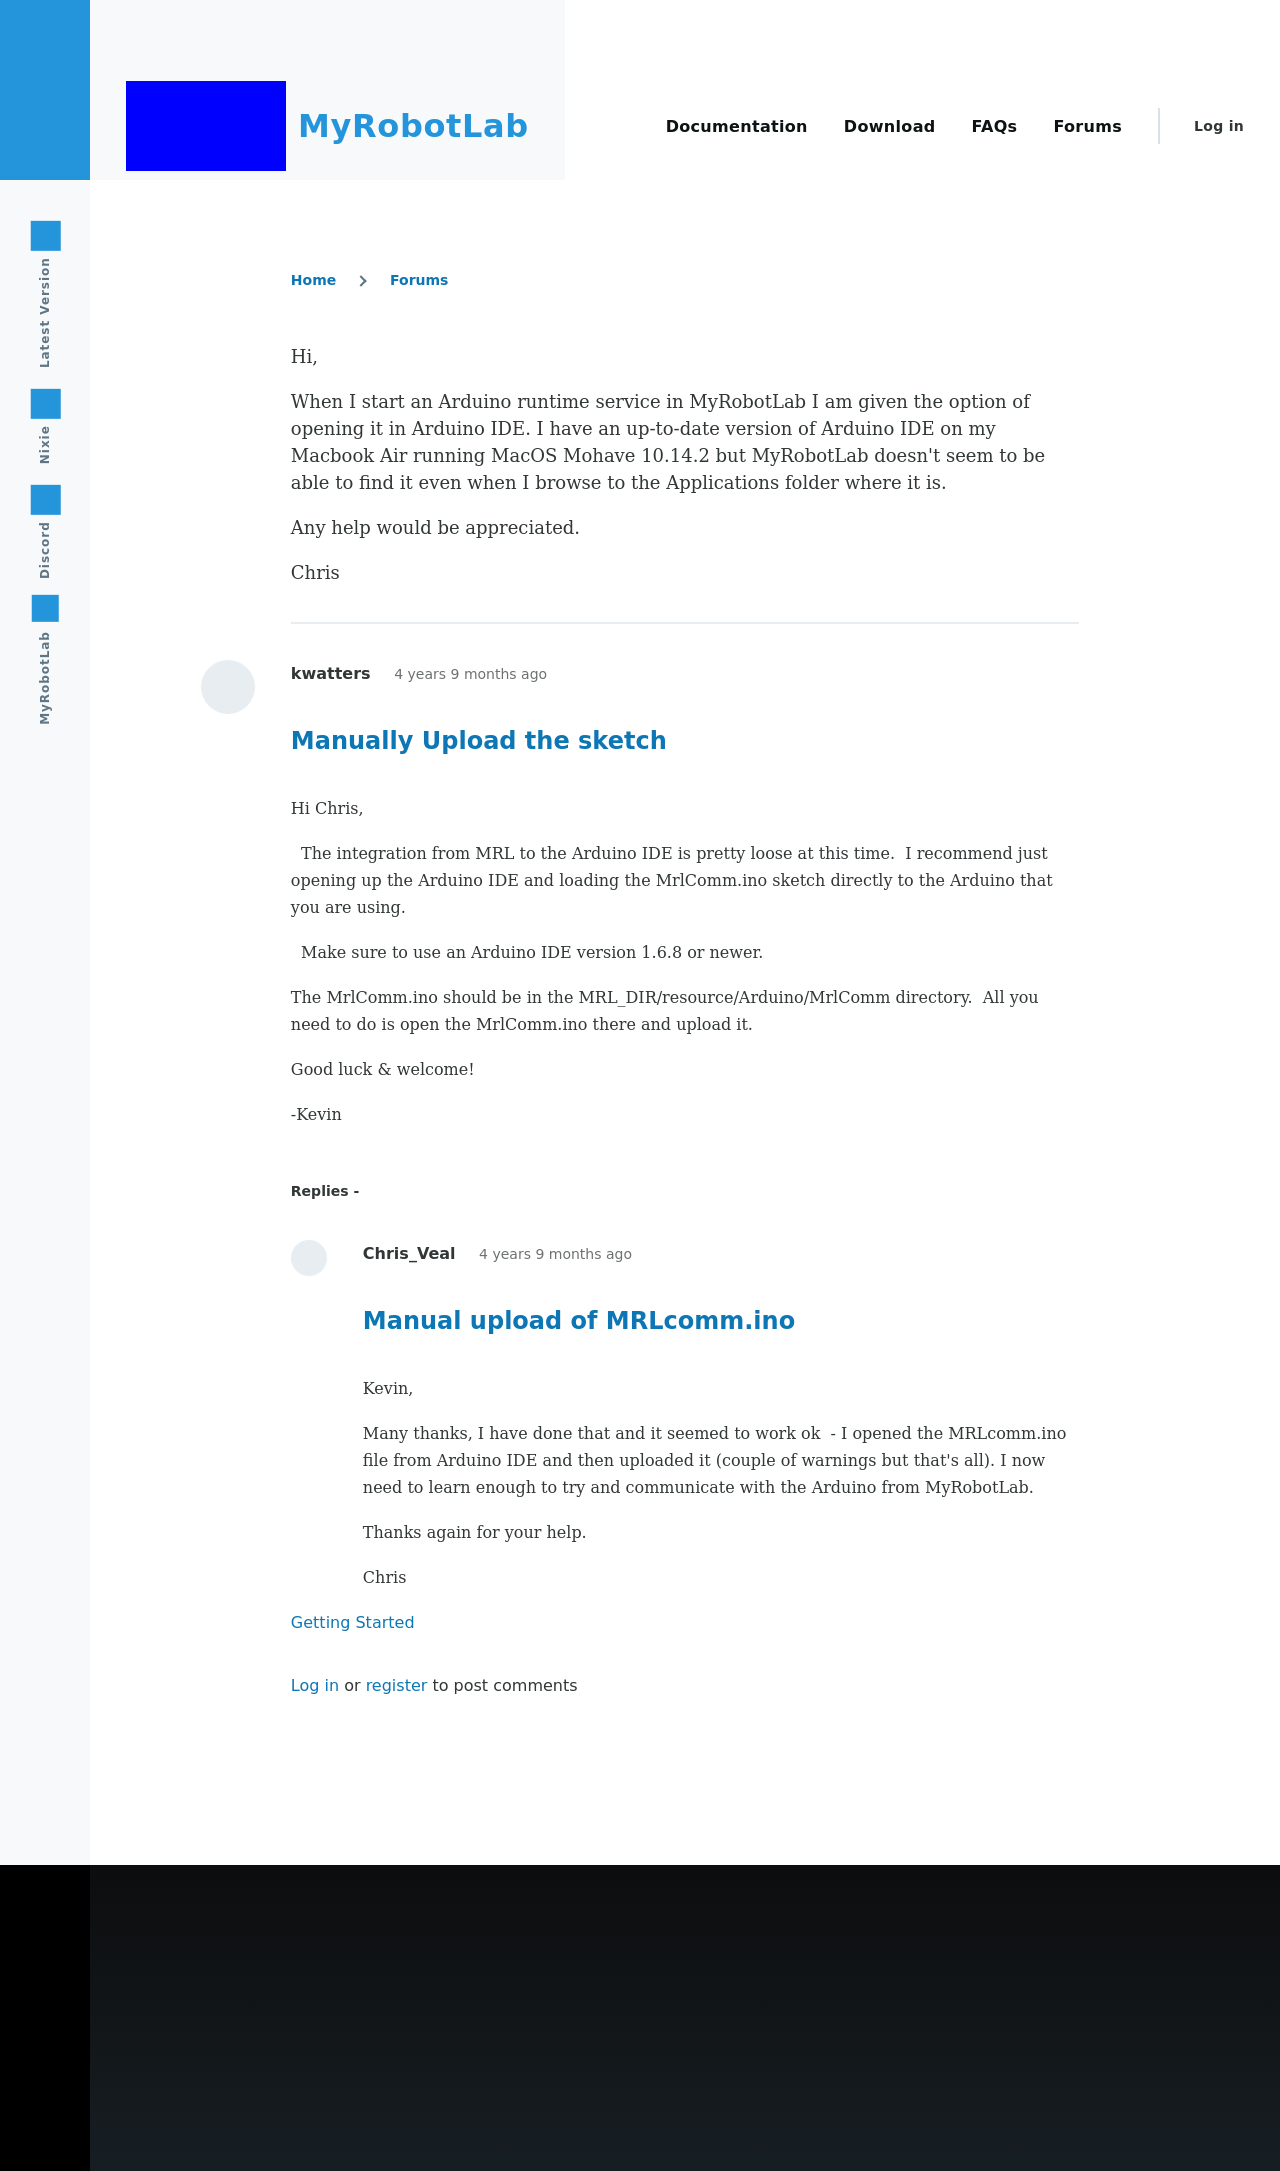 MyRobotLab
Documentation
Download
FAQs
Forums
Log in
Latest Version
Nixie
Discord
MyRobotLab
Home
Forums
Hi,
When I start an Arduino runtime service in MyRobotLab I am given the option of
opening it in Arduino IDE. I have an up-to-date version of Arduino IDE on my
Macbook Air running MacOS Mohave 10.14.2 but MyRobotLab doesn't seem to be
able to find it even when I browse to the Applications folder where it is.
Any help would be appreciated.
Chris
kwatters 4 years 9 months ago
Manually Upload the sketch
Hi Chris,
The integration from MRL to the Arduino IDE is pretty loose at this time.  I recommend just
opening up the Arduino IDE and loading the MrlComm.ino sketch directly to the Arduino that
you are using.
Make sure to use an Arduino IDE version 1.6.8 or newer.
The MrlComm.ino should be in the MRL_DIR/resource/Arduino/MrlComm directory.  All you
need to do is open the MrlComm.ino there and upload it.
Good luck & welcome!
-Kevin
Replies -
Chris_Veal 4 years 9 months ago
Manual upload of MRLcomm.ino
Kevin,
Many thanks, I have done that and it seemed to work ok  - I opened the MRLcomm.ino
file from Arduino IDE and then uploaded it (couple of warnings but that's all). I now
need to learn enough to try and communicate with the Arduino from MyRobotLab.
Thanks again for your help.
Chris
Getting Started
Log in or register to post comments